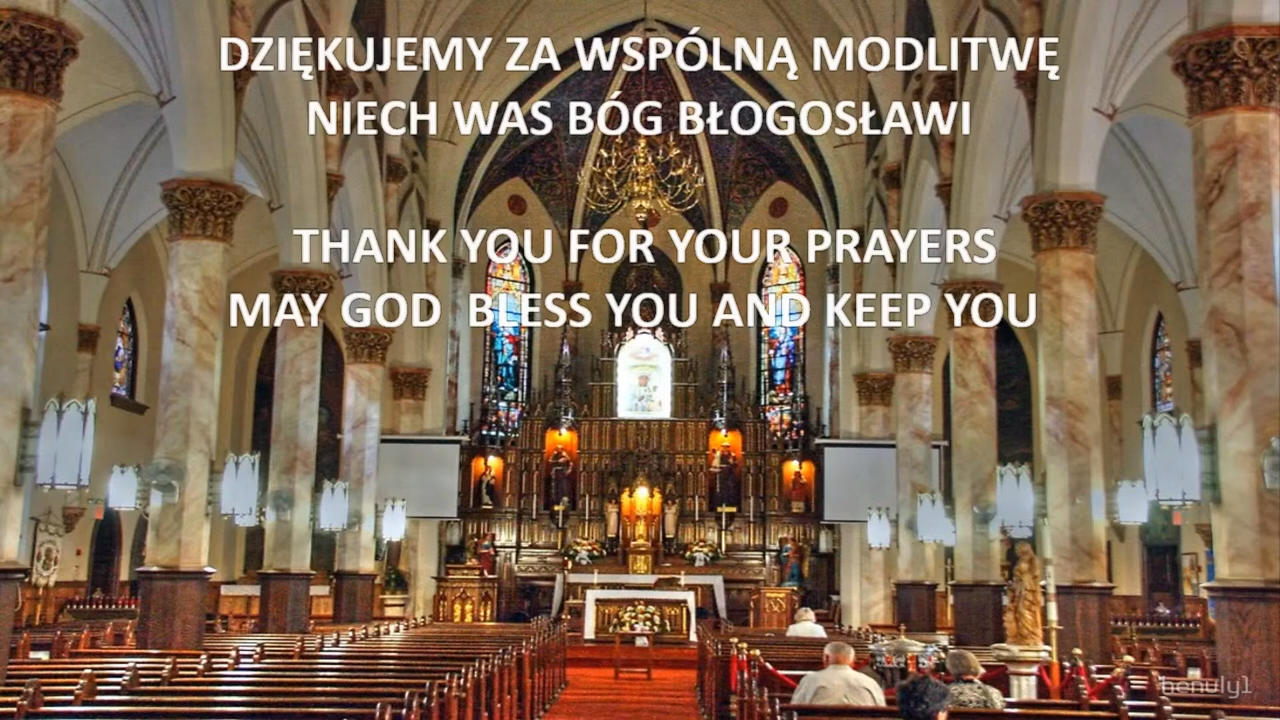 DZIĘKUJEMY ZA WSPÓLNĄ MODLITWĘ
NIECH WAS BÓG BŁOGOSŁAWI
THANK YOU FOR YOUR PRAYERS
MAY GOD BLESS YOU AND KEEP YOU
henuly1